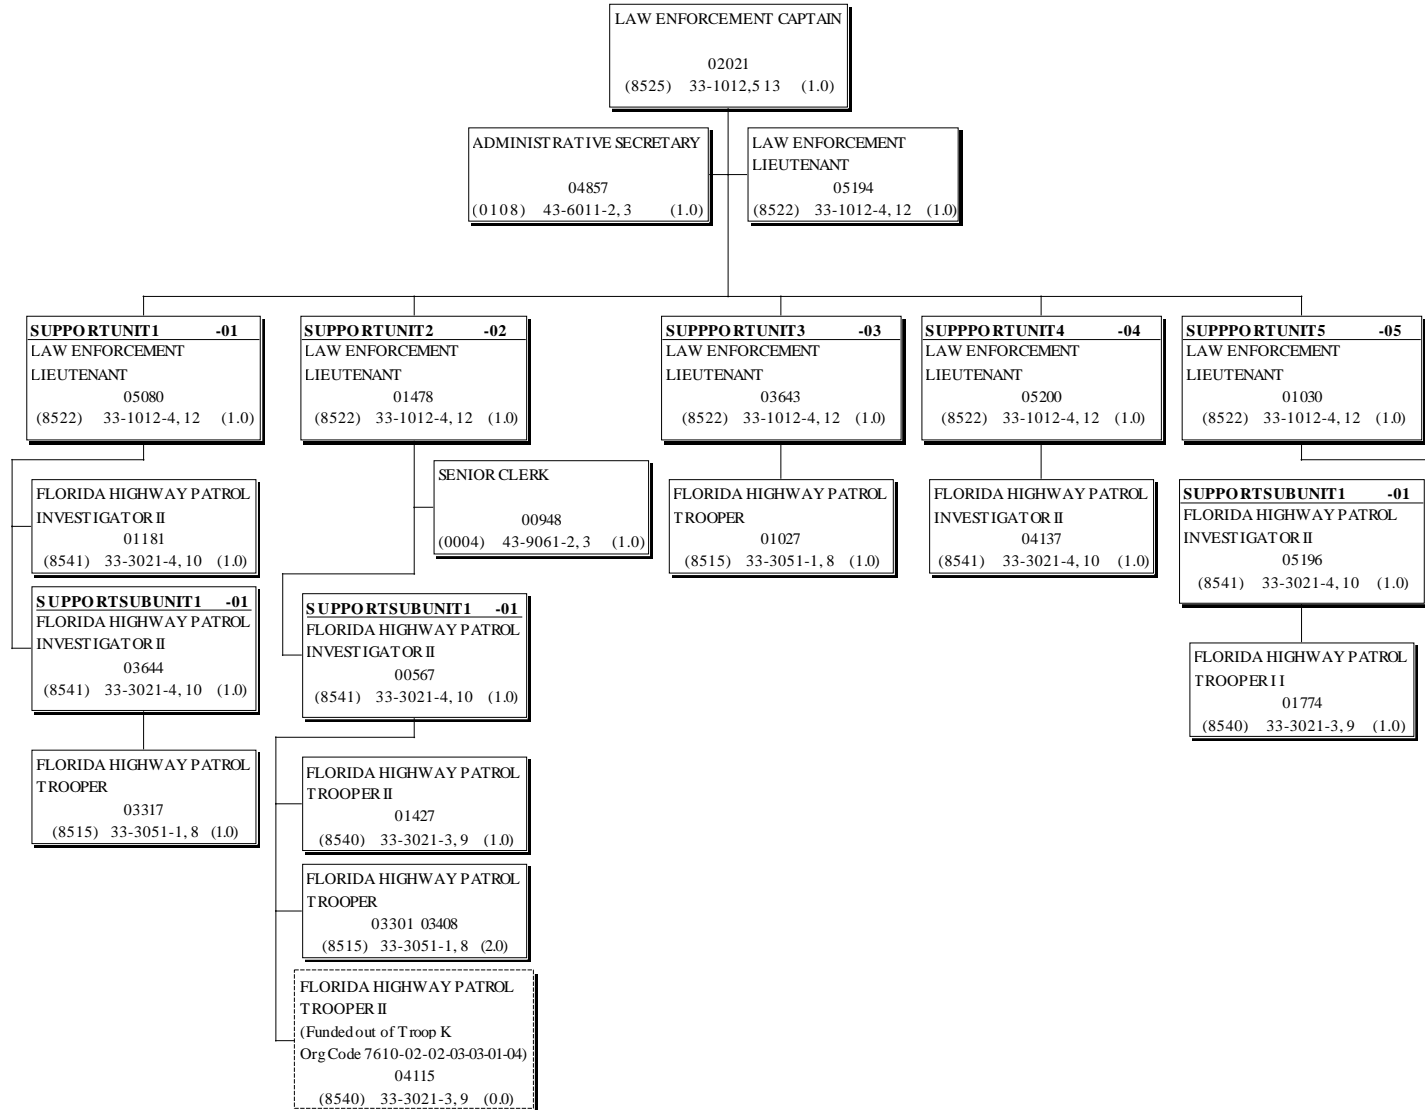 LAW ENFORCEMENT CAPTAIN
02021
(8525) 33-1012,5 13 (1.0)
ADMINISTRATIVE SECRETARY
04857
(0108) 43-6011-2, 3 (1.0)
LAW ENFORCEMENT
LIEUTENANT
05194
(8522) 33-1012-4, 12 (1.0)
SUPPORTUNIT1 -01
LAW ENFORCEMENT
LIEUTENANT
05080
(8522) 33-1012-4, 12 (1.0)
SUPPORTUNIT2 -02
LAW ENFORCEMENT
LIEUTENANT
01478
(8522) 33-1012-4, 12 (1.0)
SUPPPORTUNIT3 -03
LAW ENFORCEMENT
LIEUTENANT
03643
(8522) 33-1012-4, 12 (1.0)
SUPPPORTUNIT4 -04
LAW ENFORCEMENT
LIEUTENANT
05200
(8522) 33-1012-4, 12 (1.0)
SUPPPORTUNIT5 -05
LAW ENFORCEMENT
LIEUTENANT
01030
(8522) 33-1012-4, 12 (1.0)
FLORIDA HIGHWAY PATROL
INVESTIGATOR II
01181
(8541) 33-3021-4, 10 (1.0)
SUPPORTSUBUNIT1 -01
FLORIDA HIGHWAY PATROL
INVESTIGATOR II
03644
(8541) 33-3021-4, 10 (1.0)
FLORIDA HIGHWAY PATROL
TROOPER
03317
(8515) 33-3051-1, 8 (1.0)
SENIOR CLERK
00948
(0004) 43-9061-2, 3 (1.0)
SUPPORTSUBUNIT1 -01
FLORIDA HIGHWAY PATROL
INVESTIGATOR II
00567
(8541) 33-3021-4, 10 (1.0)
FLORIDA HIGHWAY PATROL
TROOPER II
01427
(8540) 33-3021-3, 9 (1.0)
FLORIDA HIGHWAY PATROL
TROOPER
03301 03408
(8515) 33-3051-1, 8 (2.0)
FLORIDA HIGHWAY PATROL
TROOPER II
(Funded out of Troop K
Org Code 7610-02-02-03-03-01-04)
04115
(8540) 33-3021-3, 9 (0.0)
FLORIDA HIGHWAY PATROL
TROOPER
01027
(8515) 33-3051-1, 8 (1.0)
FLORIDA HIGHWAY PATROL
INVESTIGATOR II
04137
(8541) 33-3021-4, 10 (1.0)
SUPPORTSUBUNIT1 -01
FLORIDA HIGHWAY PATROL
INVESTIGATOR II
05196
(8541) 33-3021-4, 10 (1.0)
FLORIDA HIGHWAY PATROL
TROOPER II
01774
(8540) 33-3021-3, 9 (1.0)